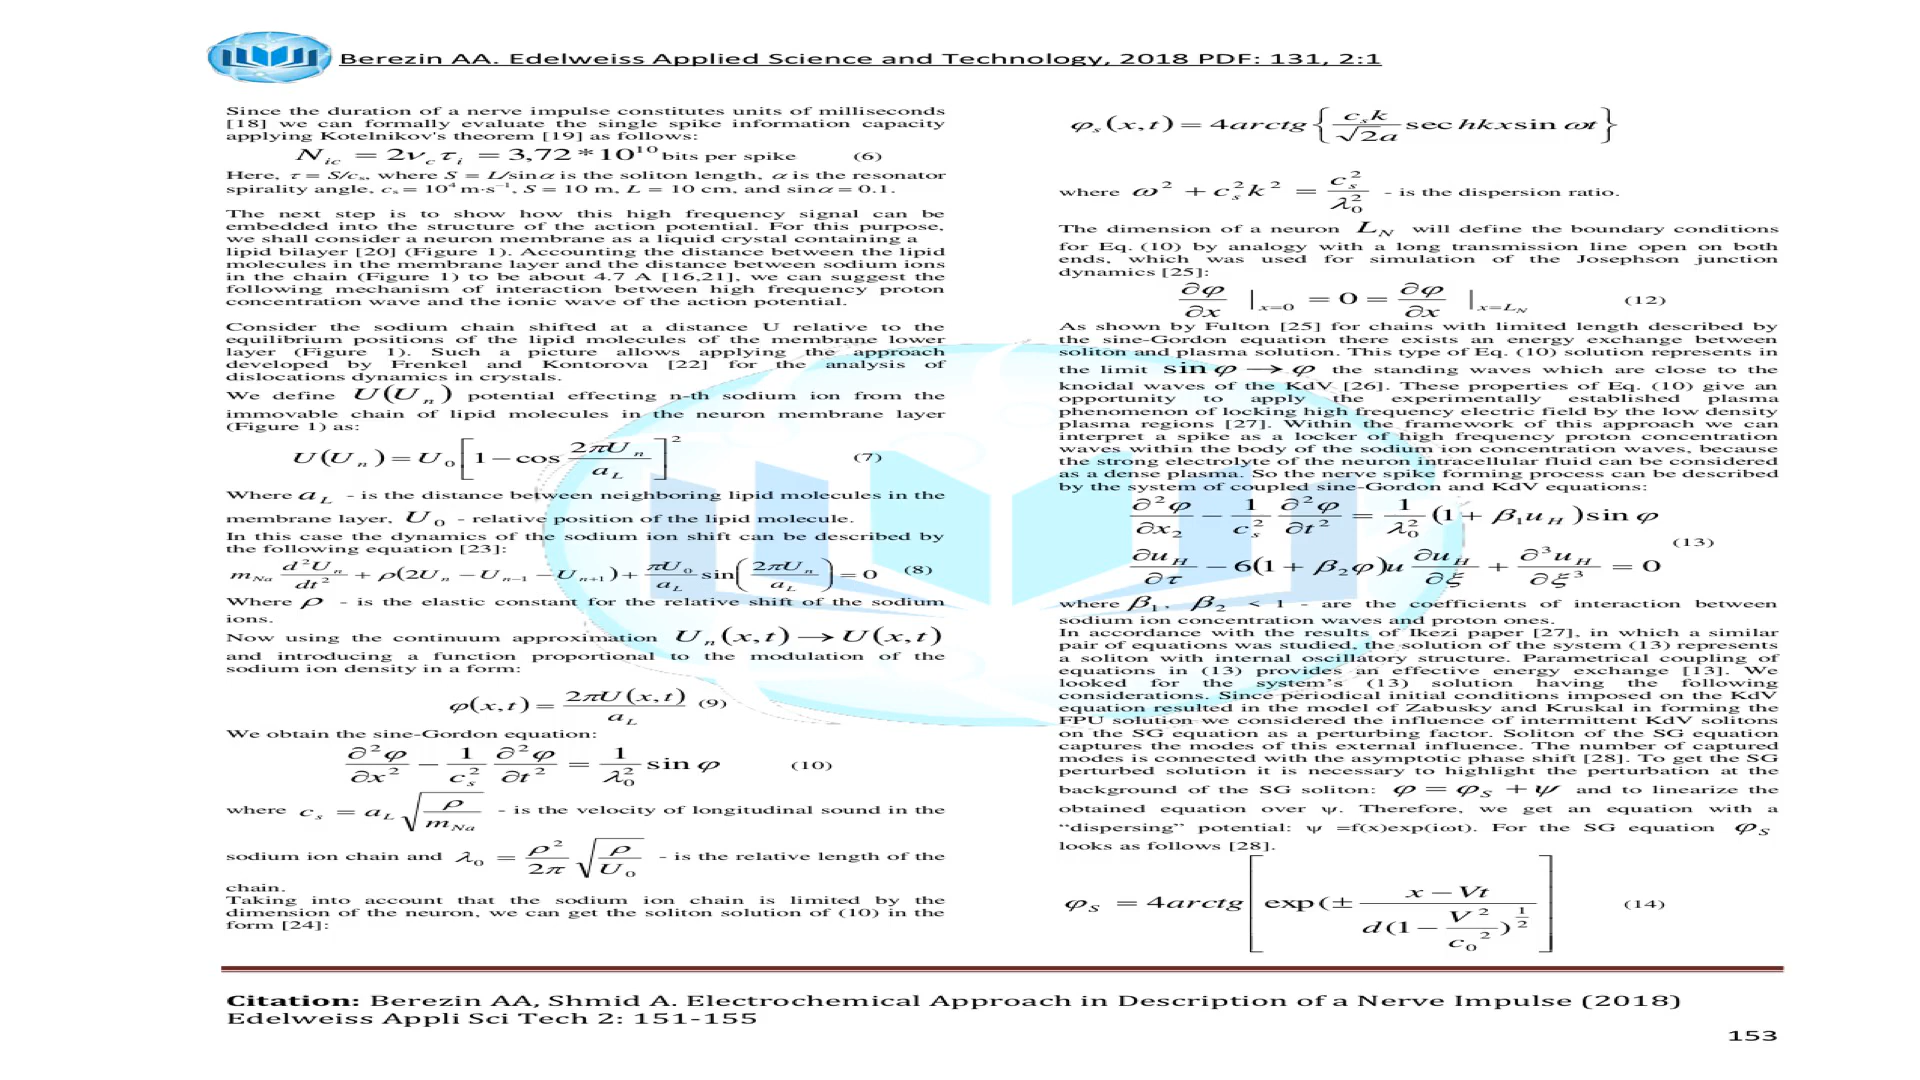 Berezin AA. Edelweiss Applied Science and Technology, 2018 PDF: 131, 2:1
Since the duration of a nerve impulse constitutes units of milliseconds
[18] we can formally evaluate the single spike information capacity
applying Kotelnikov's theorem [19] as follows:
N_ic = 2ν_c τ_i = 3,72 * 10^10 bits per spike (6)
Here, τ = S/c_s, where S = L/sinα is the soliton length, α is the resonator
spirality angle, c_s = 10^4 m·s^−1, S = 10 m, L = 10 cm, and sinα = 0.1.
The next step is to show how this high frequency signal can be
embedded into the structure of the action potential. For this purpose,
we shall consider a neuron membrane as a liquid crystal containing a
lipid bilayer [20] (Figure 1). Accounting the distance between the lipid
molecules in the membrane layer and the distance between sodium ions
in the chain (Figure 1) to be about 4.7 A [16,21], we can suggest the
following mechanism of interaction between high frequency proton
concentration wave and the ionic wave of the action potential.
Consider the sodium chain shifted at a distance U relative to the
equilibrium positions of the lipid molecules of the membrane lower
layer (Figure 1). Such a picture allows applying the approach
developed by Frenkel and Kontorova [22] for the analysis of
dislocations dynamics in crystals.
We define U(U_n) potential effecting n-th sodium ion from the
immovable chain of lipid molecules in the neuron membrane layer
(Figure 1) as:
U(U_n) = U_0 [1 − cos 2πU_n / a_L]^2 (7)
Where a_L - is the distance between neighboring lipid molecules in the
membrane layer, U_0 - relative position of the lipid molecule.
In this case the dynamics of the sodium ion shift can be described by
the following equation [23]:
m_Na d^2U_n / dt^2 + ρ(2U_n − U_n−1 − U_n+1) + πU_0 / a_L sin(2πU_n / a_L) = 0 (8)
Where ρ - is the elastic constant for the relative shift of the sodium
ions.
Now using the continuum approximation U_n(x,t) → U(x,t)
and introducing a function proportional to the modulation of the
sodium ion density in a form:
φ(x,t) = 2πU(x,t) / a_L (9)
We obtain the sine-Gordon equation:
∂^2φ / ∂x^2 − 1 / c_s^2 ∂^2φ / ∂t^2 = 1 / λ_0^2 sin φ (10)
where c_s = a_L √(ρ / m_Na) - is the velocity of longitudinal sound in the
sodium ion chain and λ_0 = ρ^2 / 2π √(ρ / U_0) - is the relative length of the
chain.
Taking into account that the sodium ion chain is limited by the
dimension of the neuron, we can get the soliton solution of (10) in the
form [24]:
φ_s(x,t) = 4arctg { c_s k / √2a sec hkx sin ωt }
where ω^2 + c_s^2 k^2 = c_s^2 / λ_0^2 - is the dispersion ratio.
The dimension of a neuron L_N will define the boundary conditions
for Eq. (10) by analogy with a long transmission line open on both
ends, which was used for simulation of the Josephson junction
dynamics [25]:
∂φ / ∂x |_x=0 = 0 = ∂φ / ∂x |_x=L_N (12)
As shown by Fulton [25] for chains with limited length described by
the sine-Gordon equation there exists an energy exchange between
soliton and plasma solution. This type of Eq. (10) solution represents in
the limit sin φ → φ the standing waves which are close to the
knoidal waves of the KdV [26]. These properties of Eq. (10) give an
opportunity to apply the experimentally established plasma
phenomenon of locking high frequency electric field by the low density
plasma regions [27]. Within the framework of this approach we can
interpret a spike as a locker of high frequency proton concentration
waves within the body of the sodium ion concentration waves, because
the strong electrolyte of the neuron intracellular fluid can be considered
as a dense plasma. So the nerve spike forming process can be described
by the system of coupled sine-Gordon and KdV equations:
∂^2φ / ∂x_2 − 1 / c_s^2 ∂^2φ / ∂t^2 = 1 / λ_0^2 (1 + β_1 u_H) sin φ
(13)
∂u_H / ∂τ − 6(1 + β_2 φ)u ∂u_H / ∂ξ + ∂^3u_H / ∂ξ^3 = 0
where β_1, β_2 < 1 - are the coefficients of interaction between
sodium ion concentration waves and proton ones.
In accordance with the results of Ikezi paper [27], in which a similar
pair of equations was studied, the solution of the system (13) represents
a soliton with internal oscillatory structure. Parametrical coupling of
equations in (13) provides an effective energy exchange [13]. We
looked for the system's (13) solution having the following
considerations. Since periodical initial conditions imposed on the KdV
equation resulted in the model of Zabusky and Kruskal in forming the
FPU solution we considered the influence of intermittent KdV solitons
on the SG equation as a perturbing factor. Soliton of the SG equation
captures the modes of this external influence. The number of captured
modes is connected with the asymptotic phase shift [28]. To get the SG
perturbed solution it is necessary to highlight the perturbation at the
background of the SG soliton: φ = φ_S + ψ and to linearize the
obtained equation over ψ. Therefore, we get an equation with a
“dispersing” potential: ψ =f(x)exp(iωt). For the SG equation φ_S
looks as follows [28].
φ_S = 4arctg [ exp(± x − Vt / d(1 − V^2 / c_0^2)^1/2 ] (14)
Citation: Berezin AA, Shmid A. Electrochemical Approach in Description of a Nerve Impulse (2018)
Edelweiss Appli Sci Tech 2: 151-155
153